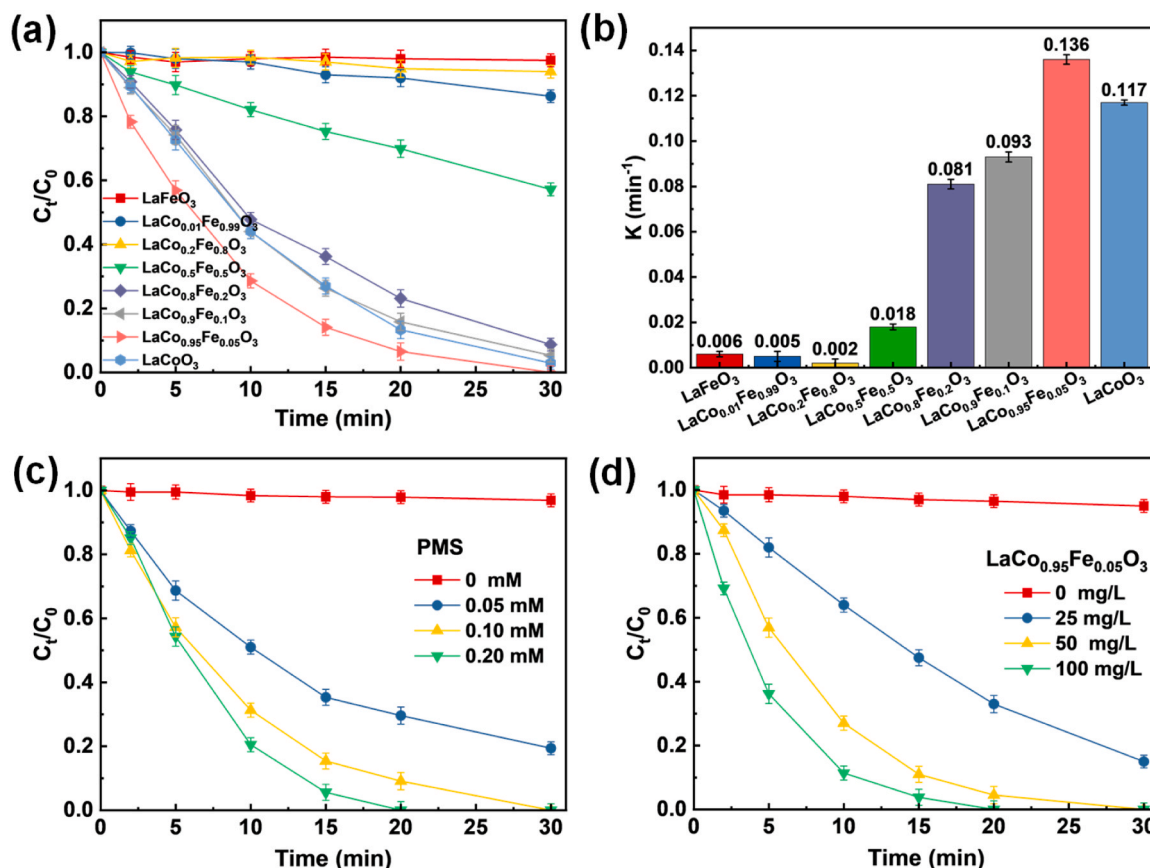 (a)
1.0
0.8
0.6
0.4
0.2
0.0
C_t/C_0
LaFeO₃
LaCo₀.₀₁Fe₀.₉₉O₃
LaCo₀.₂Fe₀.₈O₃
LaCo₀.₅Fe₀.₅O₃
LaCo₀.₈Fe₀.₂O₃
LaCo₀.₉Fe₀.₁O₃
LaCo₀.₉₅Fe₀.₀₅O₃
LaCoO₃
0 5 10 15 20 25 30
Time (min)
(b)
0.14
0.12
0.10
0.08
0.06
0.04
0.02
0.00
K (min⁻¹)
0.006
0.005
0.002
0.018
0.081
0.093
0.136
0.117
LaFeO₃
LaCo₀.₀₁Fe₀.₉₉O₃
LaCo₀.₂Fe₀.₈O₃
LaCo₀.₅Fe₀.₅O₃
LaCo₀.₈Fe₀.₂O₃
LaCo₀.₉Fe₀.₁O₃
LaCo₀.₉₅Fe₀.₀₅O₃
LaCoO₃
(c)
1.0
0.8
0.6
0.4
0.2
0.0
C_t/C_0
PMS
0 mM
0.05 mM
0.10 mM
0.20 mM
0 5 10 15 20 25 30
Time (min)
(d)
1.0
0.8
0.6
0.4
0.2
0.0
C_t/C_0
LaCo₀.₉₅Fe₀.₀₅O₃
0 mg/L
25 mg/L
50 mg/L
100 mg/L
0 5 10 15 20 25 30
Time (min)